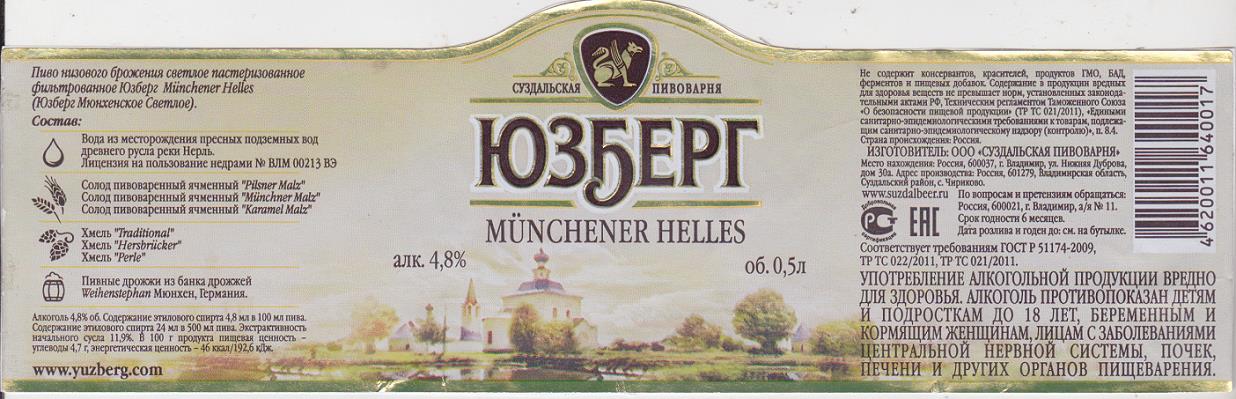 Пиво низового брожения светлое пастеризованное
фильтрованное Юзберг Münchener Helles
(Юзберг Мюнхенское Светлое).
Состав:
Вода из месторождения пресных подземных вод
древнего русла реки Нерль.
Лицензия на пользование недрами № ВЛМ 00213 ВЭ
Солод пивоваренный ячменный "Pilsner Malz"
Солод пивоваренный ячменный "Münchner Malz"
Солод пивоваренный ячменный "Karamel Malz"
Хмель "Traditional"
Хмель "Hersbrücker"
Хмель "Perle"
Пивные дрожжи из банка дрожжей
Weihenstephan Мюнхен, Германия.
Алкоголь 4,8% об. Содержание этилового спирта 4,8 мл в 100 мл пива.
Содержание этилового спирта 24 мл в 500 мл пива. Экстрактивность
начального сусла 11,9%. В 100 г продукта пищевая ценность –
углеводы 4,7 г, энергетическая ценность – 46 ккал/192,6 кДж.
www.yuzberg.com
СУЗДАЛЬСКАЯ ПИВОВАРНЯ
ЮЗБЕРГ
MÜNCHENER HELLES
алк. 4,8%
об. 0,5л
Не содержит консервантов, красителей, продуктов ГМО, БАД,
ферментов и пищевых добавок. Содержание в продукции вредных
для здоровья веществ не превышает норм, установленных законода-
тельными актами РФ, Техническим регламентом Таможенного Союза
«О безопасности пищевой продукции» (ТР ТС 021/2011), «Едиными
санитарно-эпидемиологическими требованиями к товарам, подлежа-
щим санитарно-эпидемиологическому надзору (контролю)», п. 8.4.
Страна происхождения: Россия.
ИЗГОТОВИТЕЛЬ: ООО «СУЗДАЛЬСКАЯ ПИВОВАРНЯ»
Место нахождения: Россия, 600037, г. Владимир, ул. Нижняя Дуброва,
дом 30а. Адрес производства: Россия, 601279, Владимирская область,
Суздальский район, с. Чириково.
www.suzdalbeer.ru По вопросам и претензиям обращаться:
Россия, 600021, г. Владимир, а/я № 11.
Срок годности 6 месяцев.
Дата розлива и годен до: см. на бутылке.
Добровольная
сертификация
ЕАС
Соответствует требованиям ГОСТ Р 51174-2009,
ТР ТС 022/2011, ТР ТС 021/2011.
УПОТРЕБЛЕНИЕ АЛКОГОЛЬНОЙ ПРОДУКЦИИ ВРЕДНО
ДЛЯ ЗДОРОВЬЯ. АЛКОГОЛЬ ПРОТИВОПОКАЗАН ДЕТЯМ
И ПОДРОСТКАМ ДО 18 ЛЕТ, БЕРЕМЕННЫМ И
КОРМЯЩИМ ЖЕНЩИНАМ, ЛИЦАМ С ЗАБОЛЕВАНИЯМИ
ЦЕНТРАЛЬНОЙ НЕРВНОЙ СИСТЕМЫ, ПОЧЕК,
ПЕЧЕНИ И ДРУГИХ ОРГАНОВ ПИЩЕВАРЕНИЯ.
4620011640017